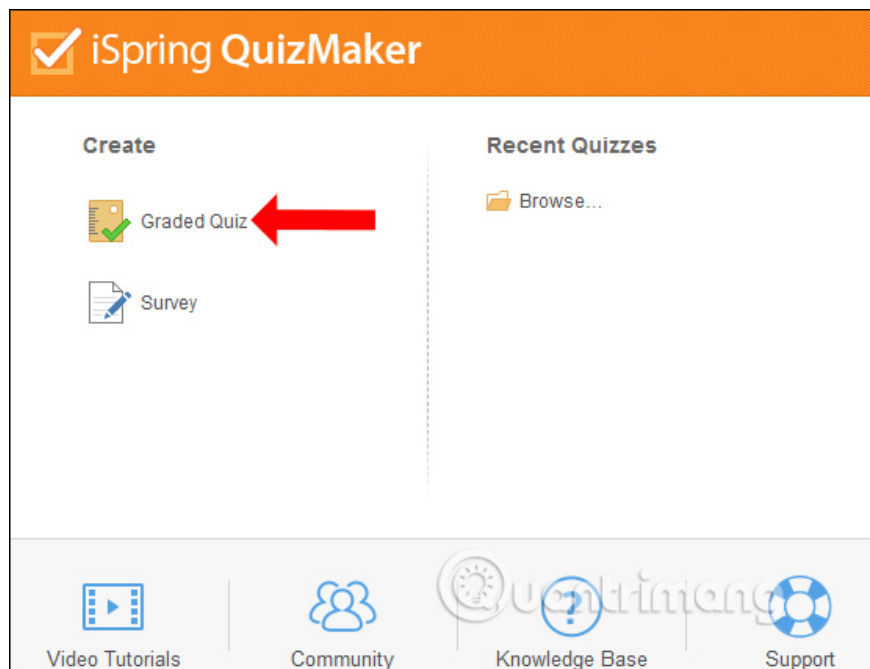 iSpring QuizMaker
Create
Graded Quiz
Survey
Recent Quizzes
Browse...
Quantrimang
Video Tutorials
Community
Knowledge Base
Support